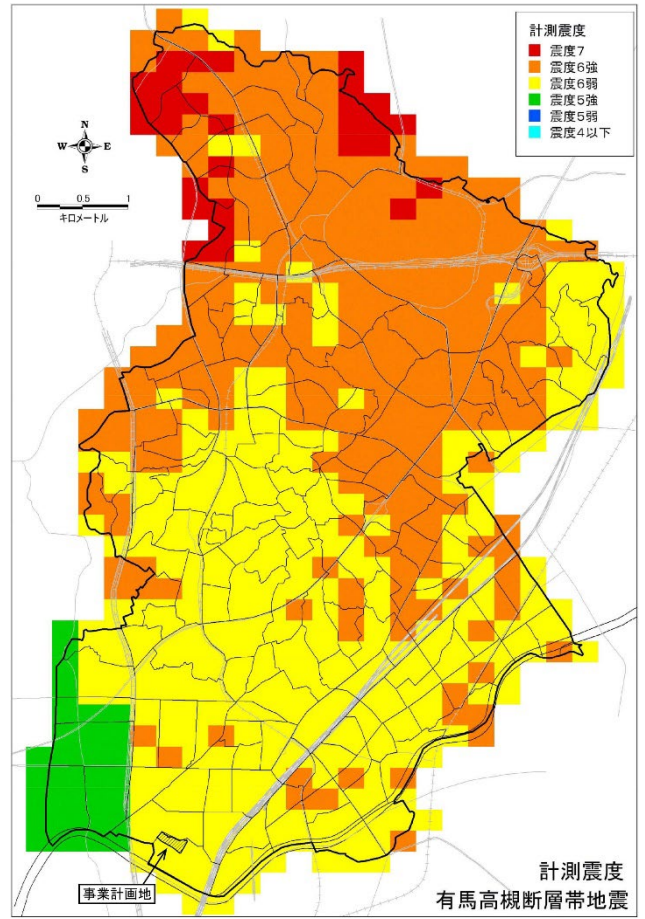 計測震度
震度7
震度6強
震度6弱
震度5強
震度5弱
震度4以下
N
W E
S
0 0.5 1
キロメートル
事業計画地
計測震度
有馬高槻断層帯地震